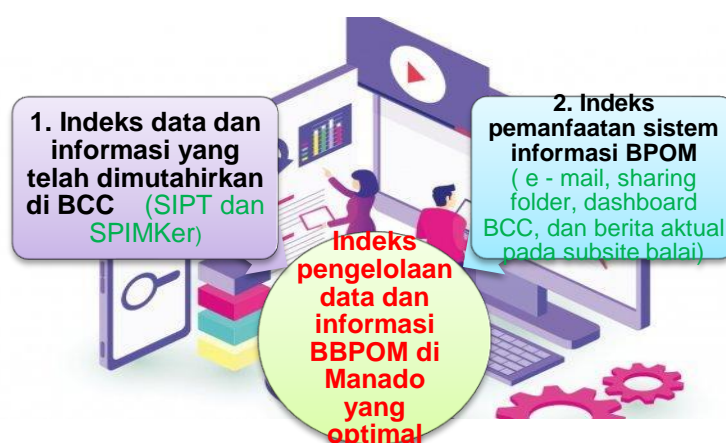 1. Indeks data dan
informasi yang
telah dimutahirkan
di BCC (SIPT dan
SPIMKer)
2. Indeks
pemanfaatan sistem
informasi BPOM
( e - mail, sharing
folder, dashboard
BCC, dan berita aktual
pada subsite balai)
Indeks
pengelolaan
data dan
informasi
BBPOM di
Manado
yang
optimal